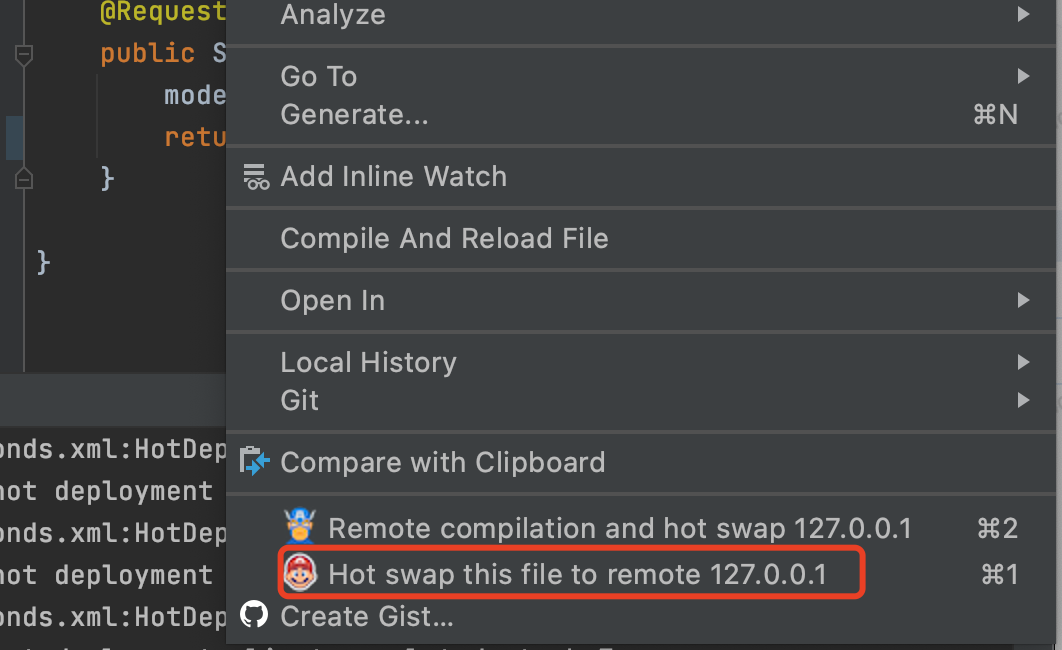 @Request
Analyze
public S
Go To
mode
Generate... ⌘N
retu
}
Add Inline Watch
Compile And Reload File
}
Open In
Local History
Git
onds.xml:HotDep
Compare with Clipboard
not deployment
onds.xml:HotDep
Remote compilation and hot swap 127.0.0.1 ⌘2
not deployment
Hot swap this file to remote 127.0.0.1 ⌘1
onds.xml:HotDep
Create Gist...